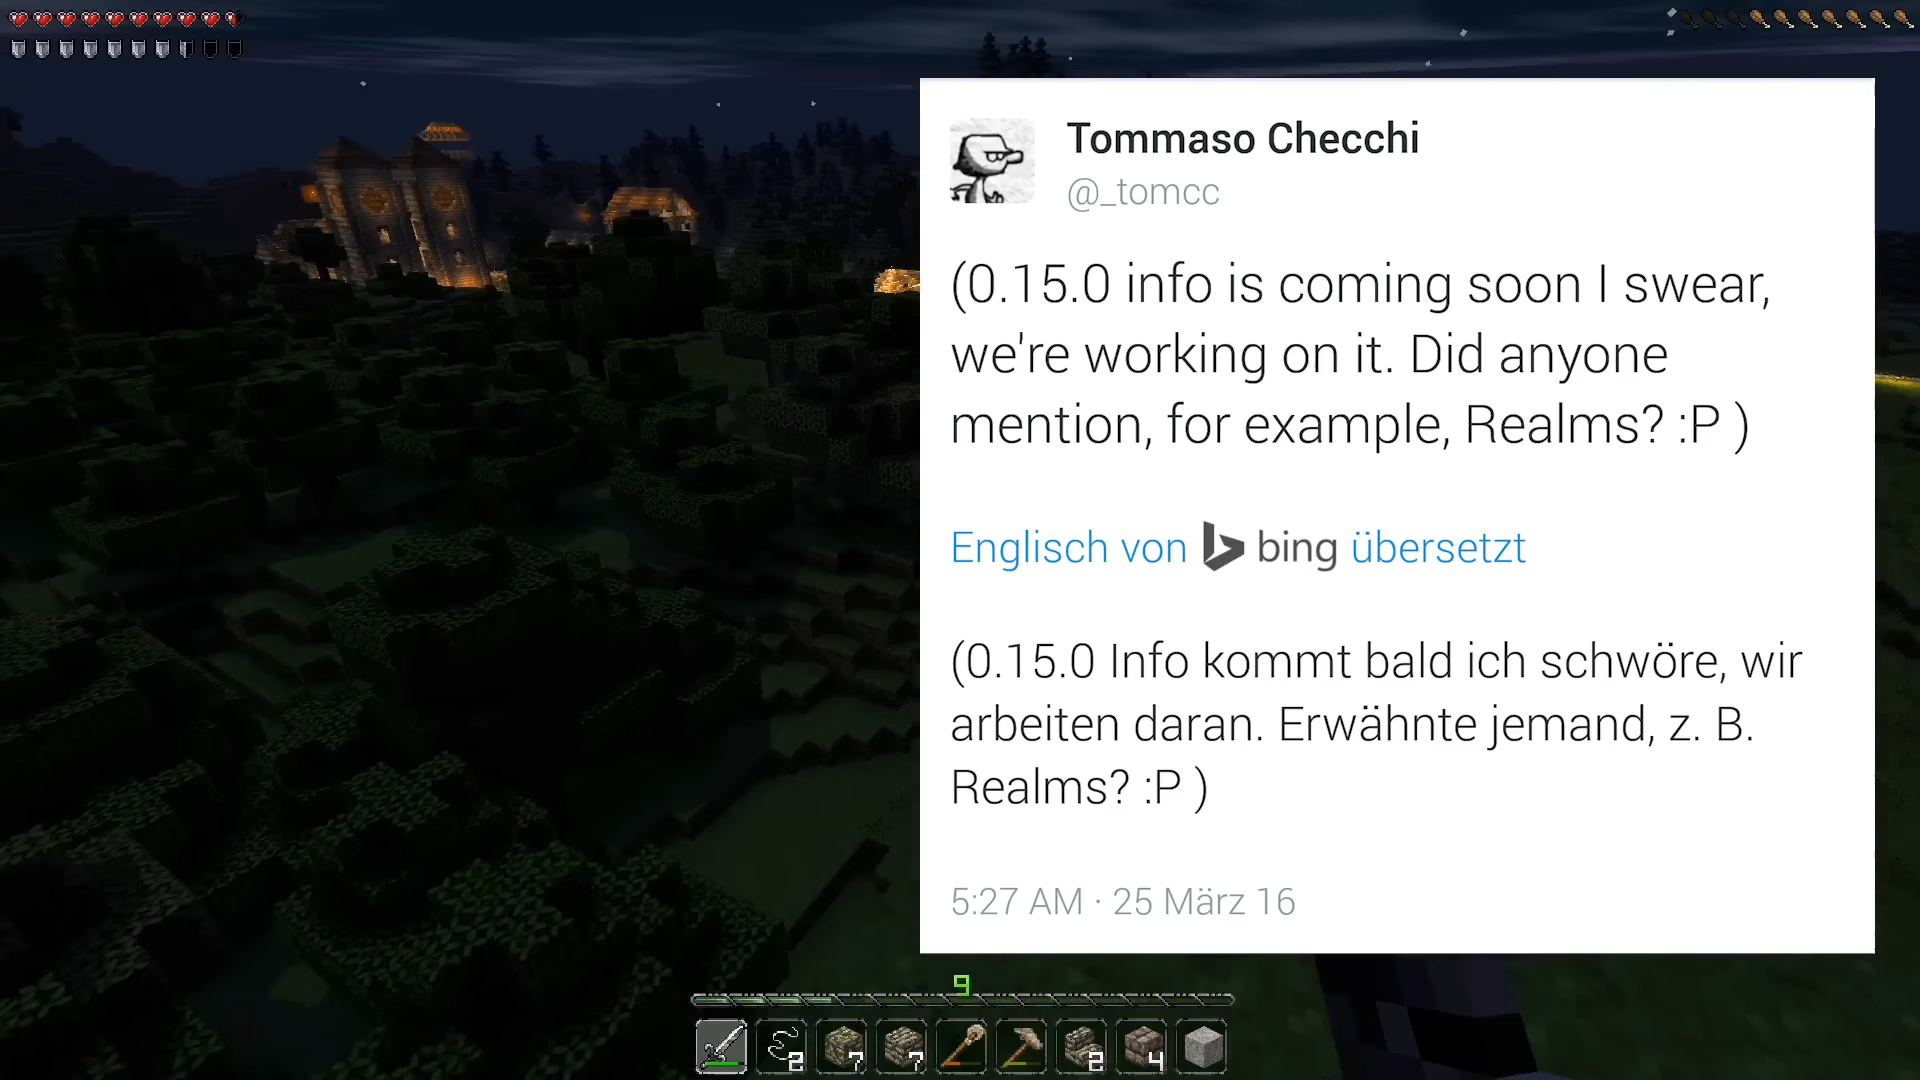 Tommaso Checchi
@_tomcc
(0.15.0 info is coming soon I swear,
we're working on it. Did anyone
mention, for example, Realms? :P )
Englisch von bing übersetzt
(0.15.0 Info kommt bald ich schwöre, wir
arbeiten daran. Erwähnte jemand, z. B.
Realms? :P )
5:27 AM · 25 März 16
9
2 7 7 2 4